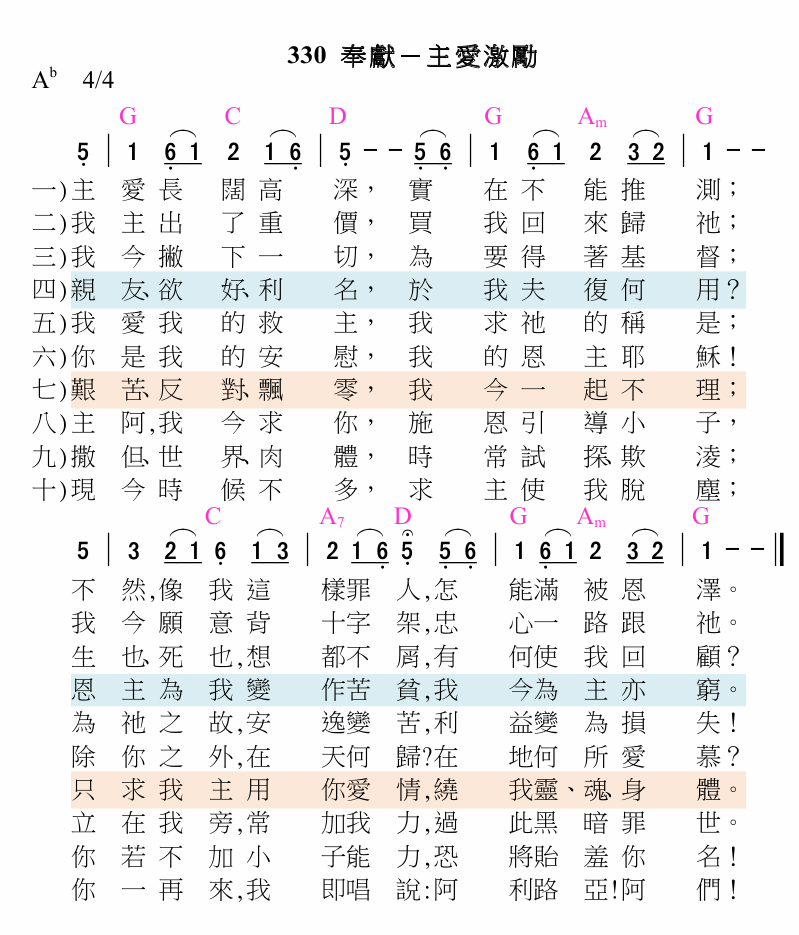 330 奉獻－主愛激勵
A♭ 4/4
G C D G Am G
5̣ | 1 6̣ 1 2 1 6̣ | 5̣ － － 5̣ 6̣ | 1 6̣ 1 2 3 2 | 1 － －
一)主 愛長 闊高 深， 實 在不 能推 測；
二)我 主出 了重 價， 買 我回 來歸 祂；
三)我 今撇 下一 切， 為 要得 著基 督；
四)親 友、欲 好、利 名， 於 我夫 復何 用？
五)我 愛我 的救 主， 我 求祂 的稱 是；
六)你 是我 的安 慰， 我 的恩 主耶 穌！
七)艱 苦、反 對、飄 零， 我 今一 起不 理；
八)主 阿,我 今求 你， 施 恩引 導小 子，
九)撒 但、世 界、肉 體， 時 常試 探、欺 淩；
十)現 今時 候不 多， 求 主使 我脫 塵；
C A7 D G Am G
5 | 3 2 1 6̣ 1 3 | 2 1 6̣ 5̣ 5̣ 6̣ | 1 6̣ 1 2 3 2 | 1 － － ‖
不 然,像 我這 樣罪 人,怎 能滿 被恩 澤。
我 今願 意背 十字 架,忠 心一 路跟 祂。
生 也、死 也,想 都不 屑,有 何使 我回 顧？
恩 主為 我變 作苦 貧,我 今為 主亦 窮。
為 祂之 故,安 逸變 苦,利 益變 為損 失！
除 你之 外,在 天何 歸?在 地何 所愛 慕？
只 求我 主用 你愛 情,繞 我靈、 魂、身 體。
立 在我 旁,常 加我 力,過 此黑 暗罪 世。
你 若不 加小 子能 力,恐 將貽 羞你 名！
你 一再 來,我 即唱 說:阿 利路 亞!阿 們！